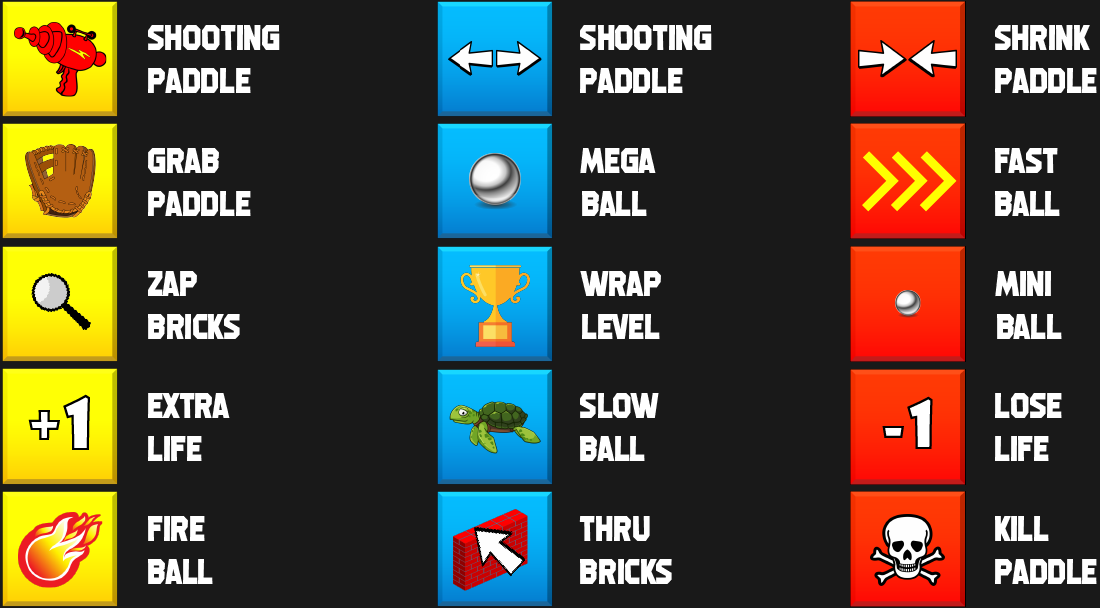 SHOOTING
PADDLE
GRAB
PADDLE
ZAP
BRICKS
+1
EXTRA
LIFE
FIRE
BALL
SHOOTING
PADDLE
MEGA
BALL
WRAP
LEVEL
SLOW
BALL
THRU
BRICKS
SHRINK
PADDLE
FAST
BALL
MINI
BALL
-1
LOSE
LIFE
KILL
PADDLE